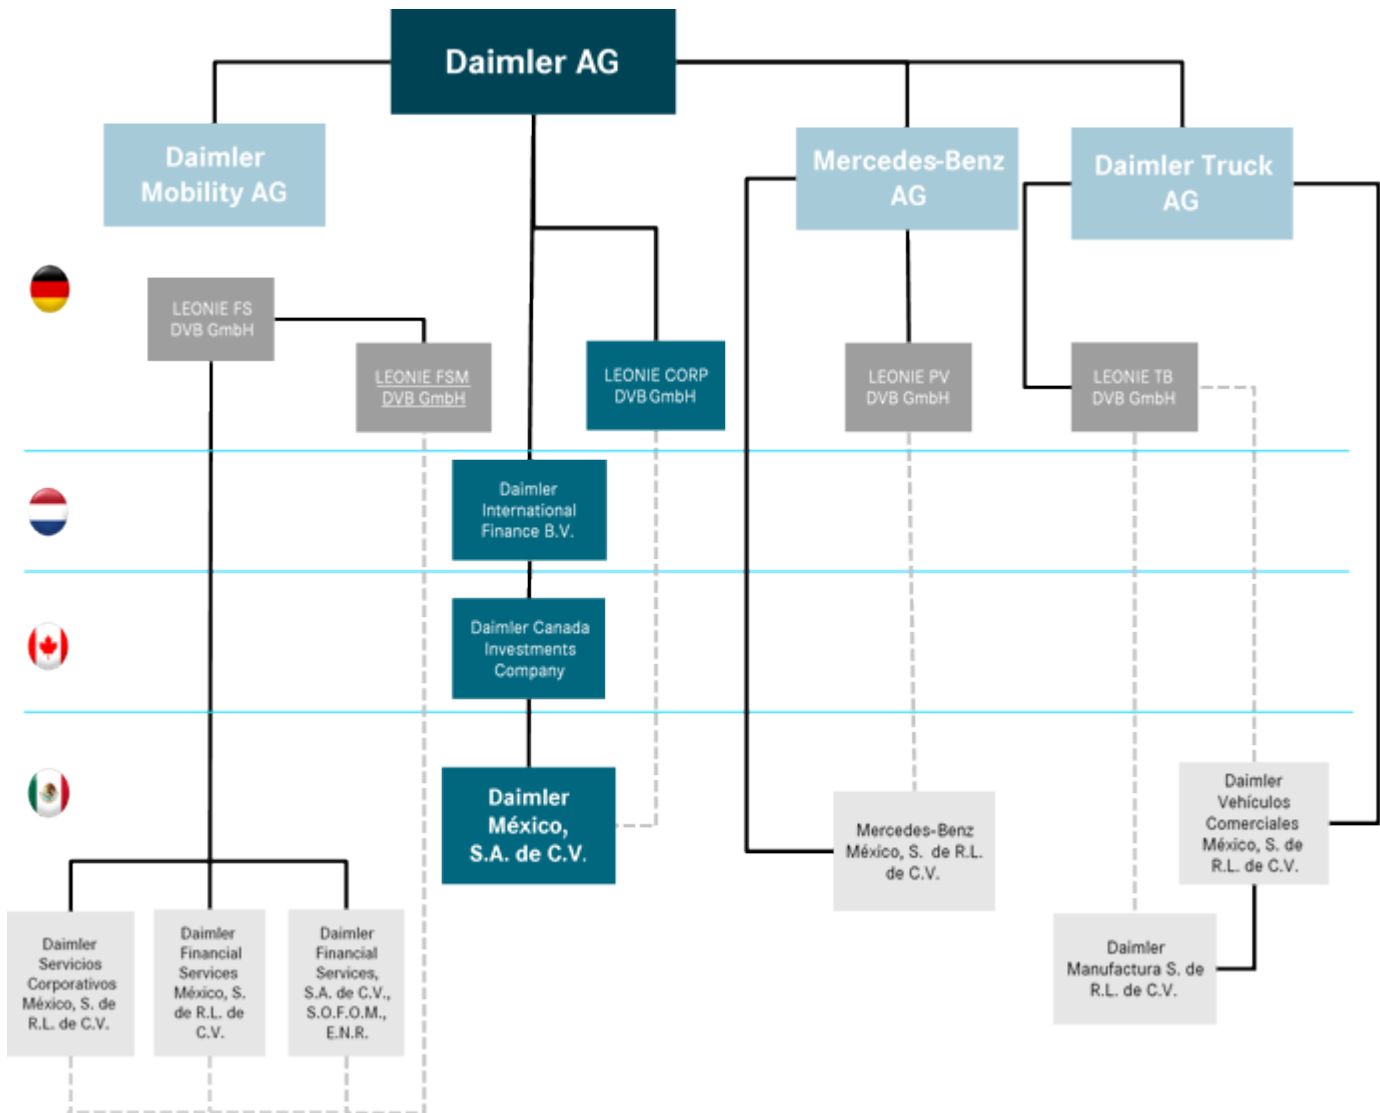 Daimler AG
Daimler
Mobility AG
Mercedes-Benz
AG
Daimler Truck
AG
LEONIE FS
DVB GmbH
LEONIE FSM
DVB GmbH
LEONIE CORP
DVB GmbH
LEONIE PV
DVB GmbH
LEONIE TB
DVB GmbH
Daimler
International
Finance B.V.
Daimler Canada
Investments
Company
Daimler
México,
S.A. de C.V.
Mercedes-Benz
México, S. de R.L.
de C.V.
Daimler
Vehículos
Comerciales
México, S. de
R.L. de C.V.
Daimler
Manufactura S. de
R.L. de C.V.
Daimler
Servicios
Corporativos
México, S. de
R.L. de C.V.
Daimler
Financial
Services
México, S.
de R.L. de
C.V.
Daimler
Financial
Services,
S.A. de C.V.,
S.O.F.O.M.,
E.N.R.